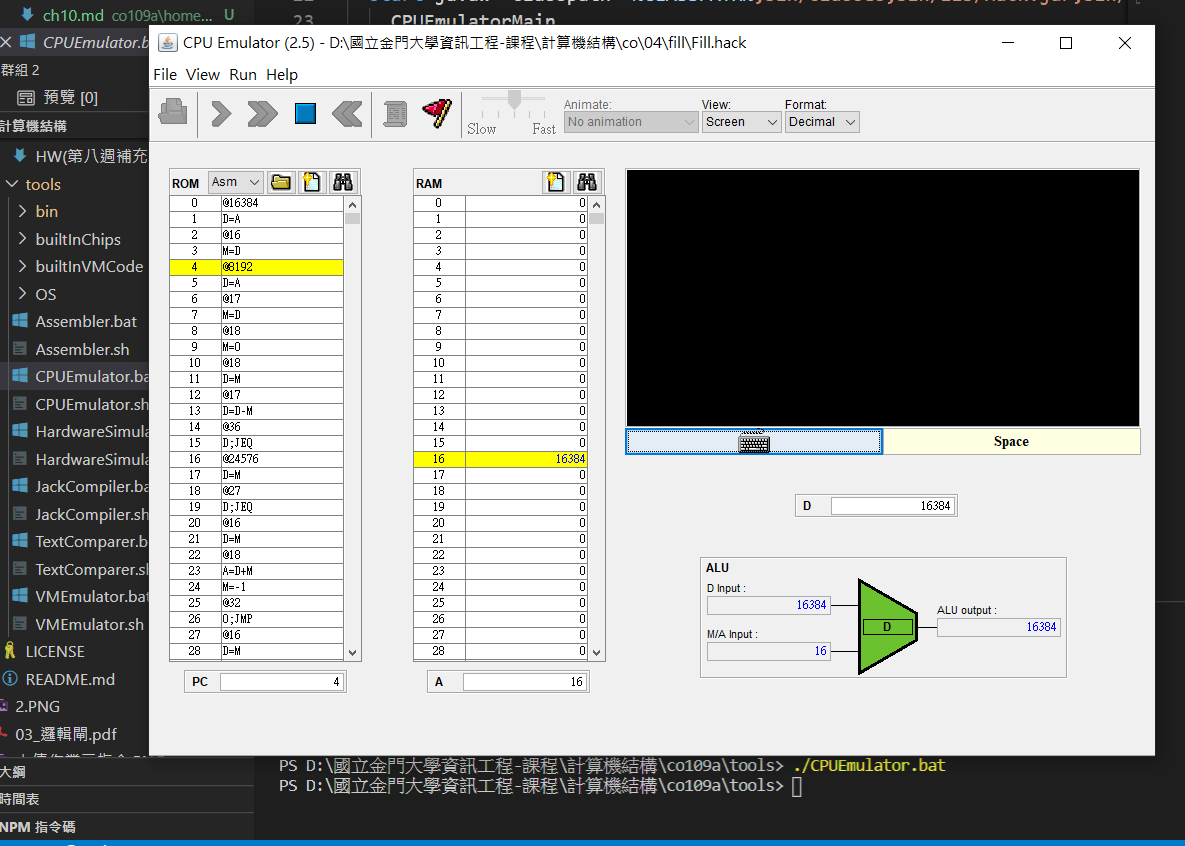 ch10.md co109a\home... U
CPUEmulator.b
群組 2
預覽 [0]
計算機結構
HW(第八週補充
tools
bin
builtInChips
builtInVMCode
OS
Assembler.bat
Assembler.sh
CPUEmulator.ba
CPUEmulator.sh
HardwareSimula
HardwareSimula
JackCompiler.ba
JackCompiler.sh
TextComparer.b
TextComparer.sh
VMEmulator.bat
VMEmulator.sh
LICENSE
README.md
2.PNG
03_邏輯閘.pdf
大綱
時間表
NPM 指令碼
23
CPUEmulatorMain
CPU Emulator (2.5) - D:\國立金門大學資訊工程-課程\計算機結構\co\04\fill\Fill.hack
File View Run Help
Slow Fast
Animate:
No animation
View:
Screen
Format:
Decimal
ROM Asm
0 @16384
1 D=A
2 @16
3 M=D
4 @8192
5 D=A
6 @17
7 M=D
8 @18
9 M=0
10 @18
11 D=M
12 @17
13 D=D-M
14 @36
15 D;JEQ
16 @24576
17 D=M
18 @27
19 D;JEQ
20 @16
21 D=M
22 @18
23 A=D+M
24 M=-1
25 @32
26 0;JMP
27 @16
28 D=M
PC 4
RAM
0 0
1 0
2 0
3 0
4 0
5 0
6 0
7 0
8 0
9 0
10 0
11 0
12 0
13 0
14 0
15 0
16 16384
17 0
18 0
19 0
20 0
21 0
22 0
23 0
24 0
25 0
26 0
27 0
28 0
A 16
Space
D 16384
ALU
D Input :
16384
M/A Input :
16
D
ALU output :
16384
PS D:\國立金門大學資訊工程-課程\計算機結構\co109a\tools> ./CPUEmulator.bat
PS D:\國立金門大學資訊工程-課程\計算機結構\co109a\tools>